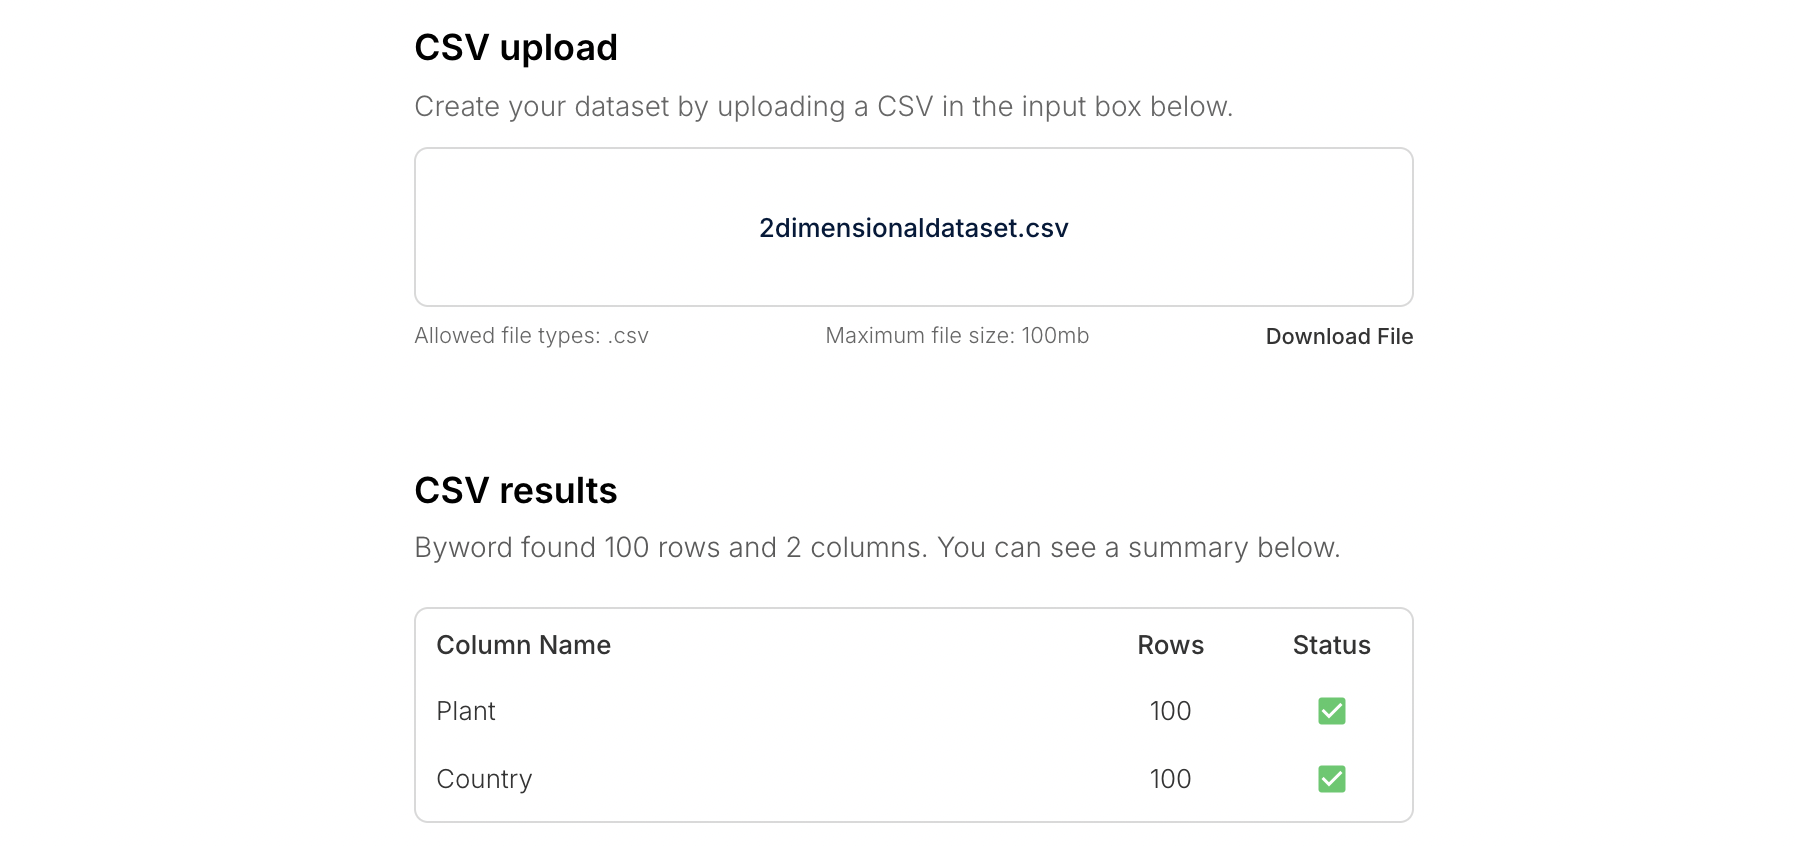 CSV upload
Create your dataset by uploading a CSV in the input box below.
2dimensionaldataset.csv
Allowed file types: .csv Maximum file size: 100mb Download File
CSV results
Byword found 100 rows and 2 columns. You can see a summary below.
Column Name Rows Status
Plant 100
Country 100